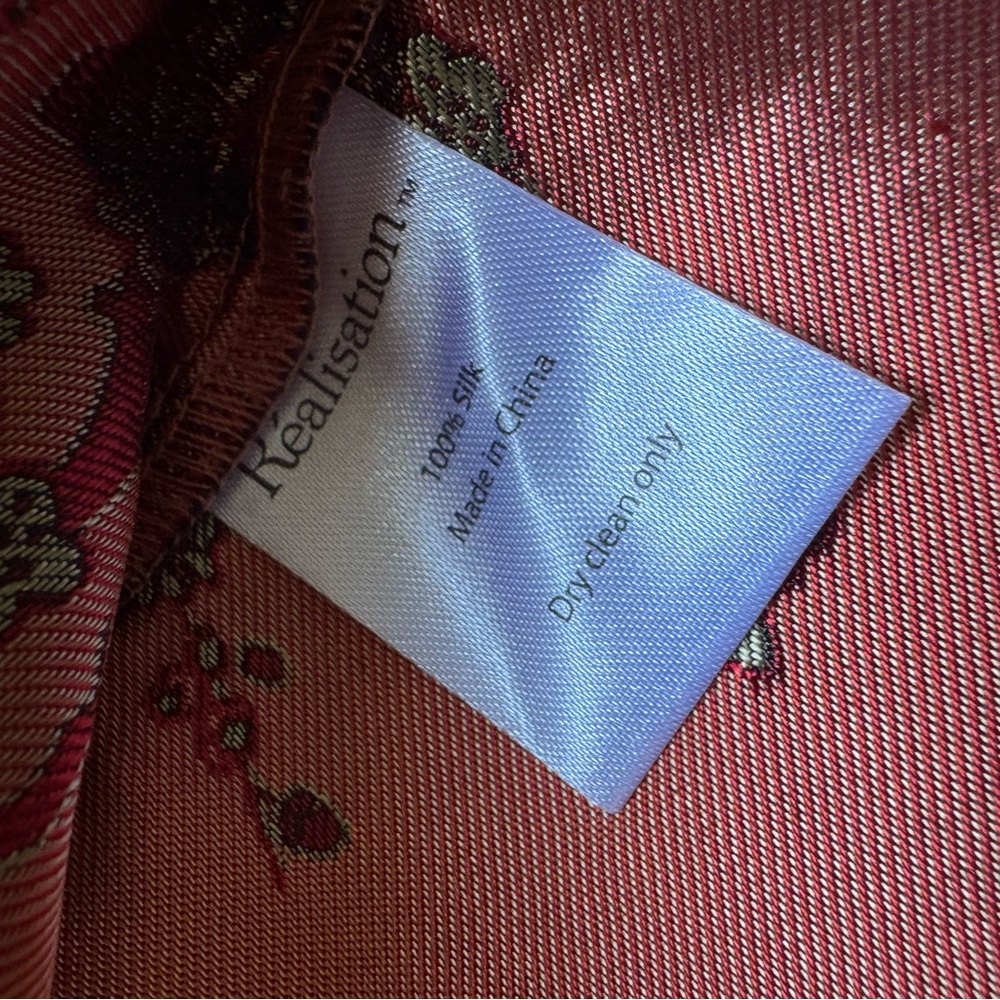 Réalisation™
100% Silk
Made in China
Dry clean only